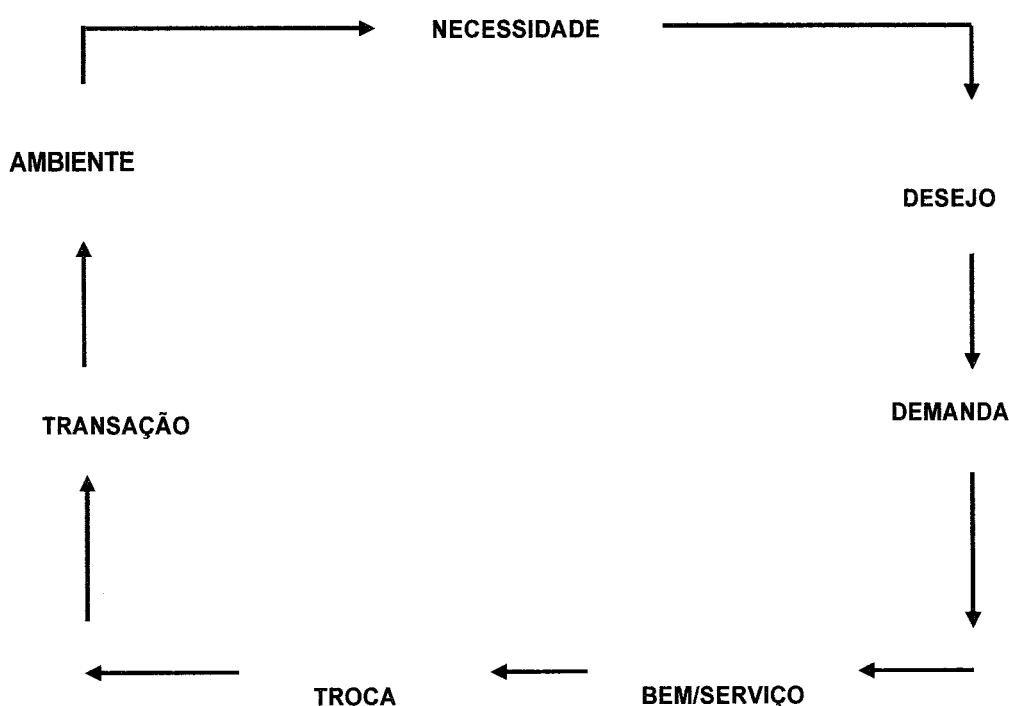 NECESSIDADE
AMBIENTE
DESEJO
DEMANDA
TRANSAÇÃO
TROCA
BEM/SERVIÇO